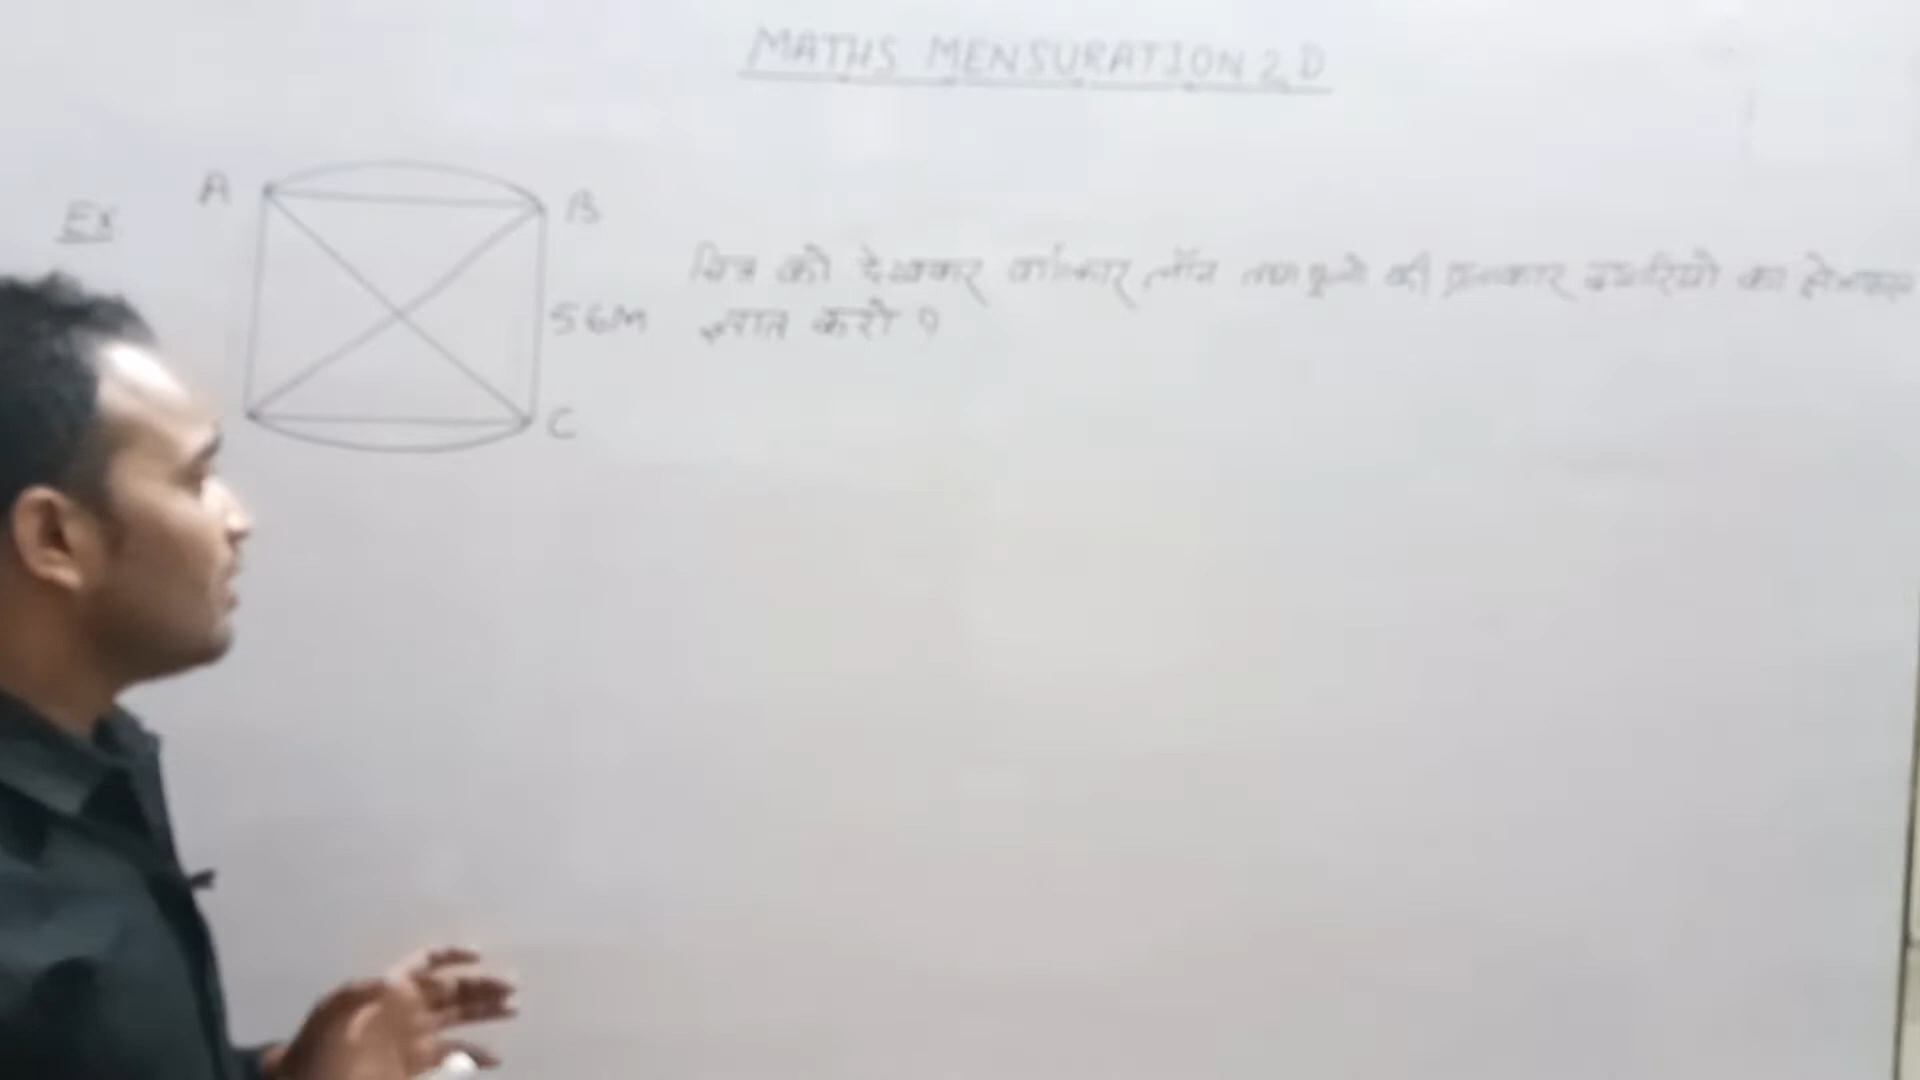 MATHS MENSURATION 2D
Ex
A
B
56M
C
चित्र को देखकर वर्गाकार लॉन तथा फूलो की वृत्ताकार क्यारियो का क्षेत्रफल
ज्ञात करो ?